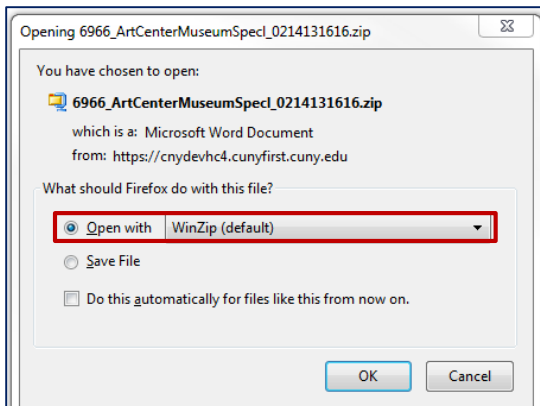 Opening 6966_ArtCenterMuseumSpecl_0214131616.zip
You have chosen to open:
6966_ArtCenterMuseumSpecl_0214131616.zip
which is a: Microsoft Word Document
from: https://cnydevhc4.cunyfirst.cuny.edu
What should Firefox do with this file?
Open with WinZip (default)
Save File
Do this automatically for files like this from now on.
OK Cancel